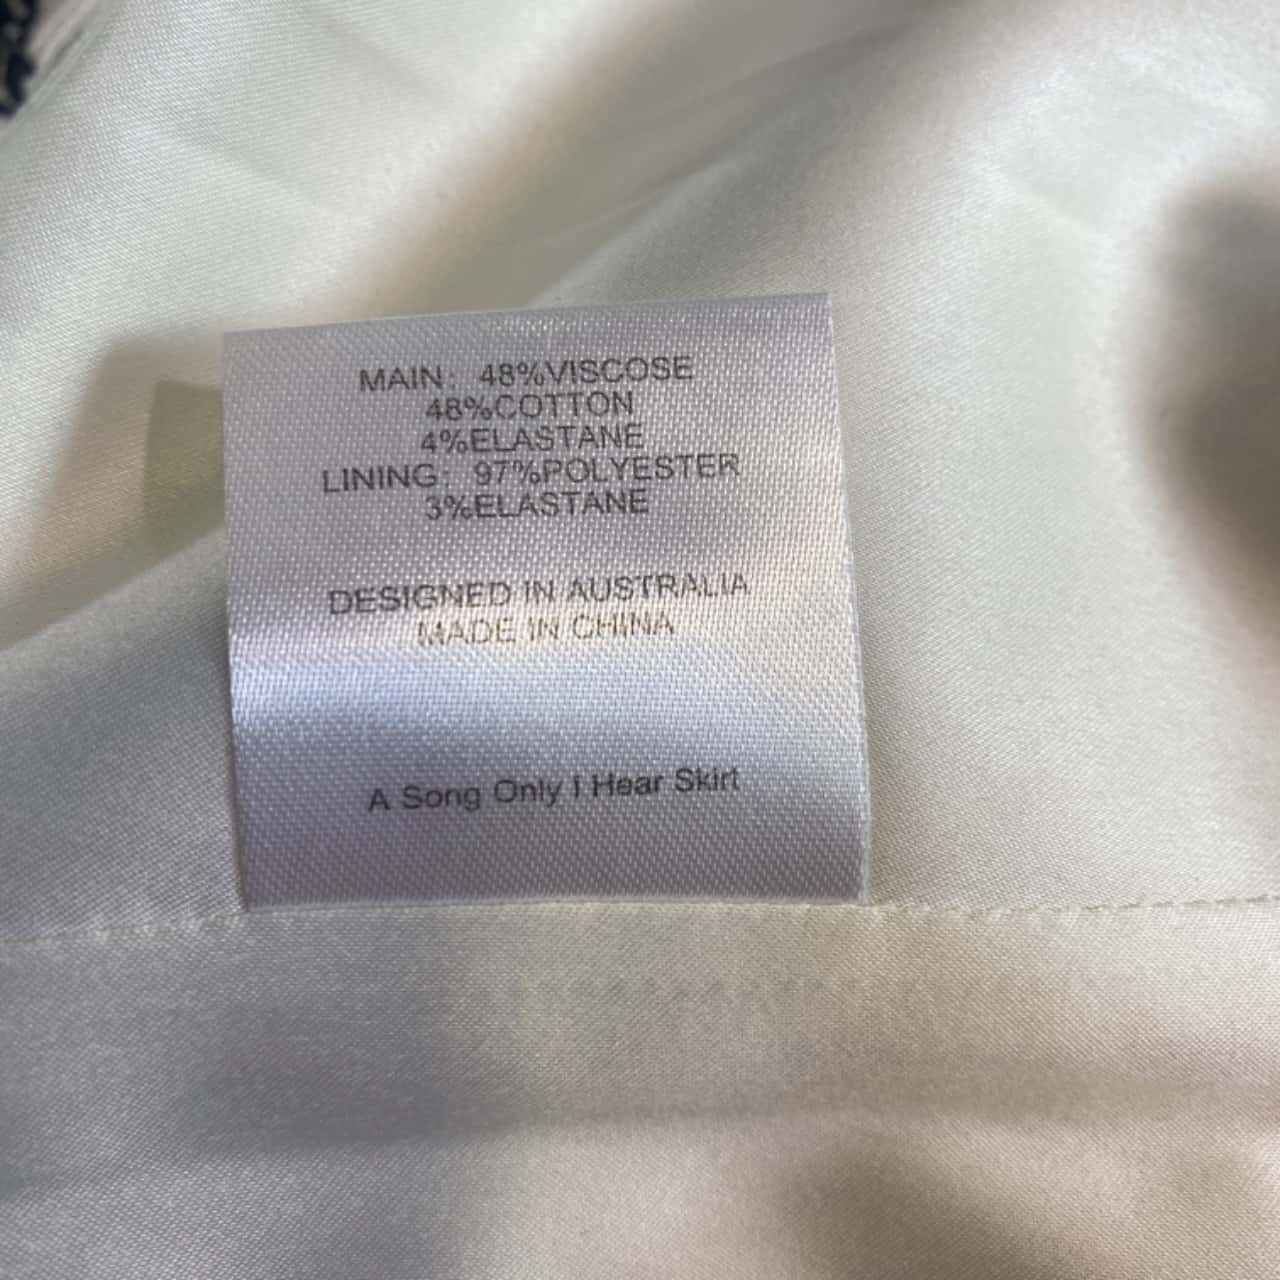 MAIN: 48%VISCOSE
48%COTTON
4%ELASTANE
LINING: 97%POLYESTER
3%ELASTANE
DESIGNED IN AUSTRALIA
MADE IN CHINA
A Song Only I Hear Skirt